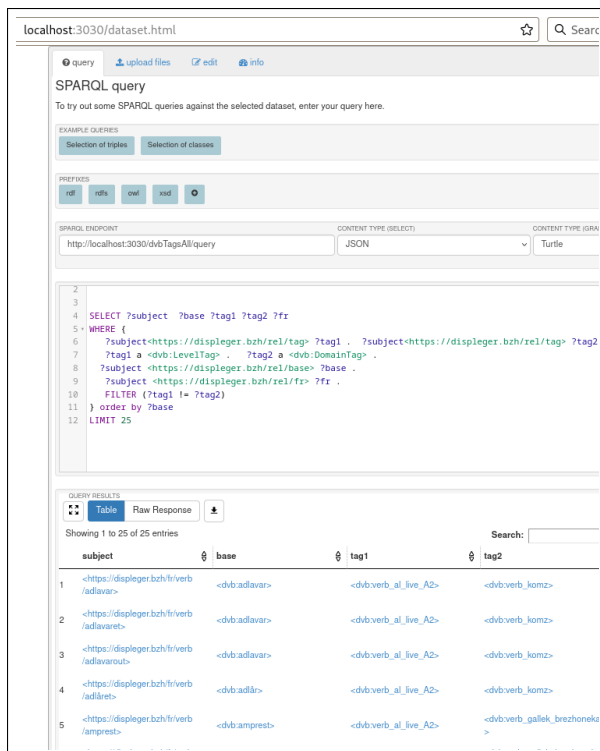 localhost:3030/dataset.html
Searc
query upload files edit info
SPARQL query
To try out some SPARQL queries against the selected dataset, enter your query here.
EXAMPLE QUERIES
Selection of triples Selection of classes
PREFIXES
rdf rdfs owl xsd
SPARQL ENDPOINT CONTENT TYPE (SELECT) CONTENT TYPE (GRA
http://localhost:3030/dvbTagsAll/query JSON Turtle
2
3
4 SELECT ?subject ?base ?tag1 ?tag2 ?fr
5 WHERE {
6 ?subject<https://displeger.bzh/rel/tag> ?tag1 . ?subject<https://displeger.bzh/rel/tag> ?tag2
7 ?tag1 a <dvb:LevelTag> . ?tag2 a <dvb:DomainTag> .
8 ?subject <https://displeger.bzh/rel/base> ?base .
9 ?subject <https://displeger.bzh/rel/fr> ?fr .
10 FILTER (?tag1 != ?tag2)
11 } order by ?base
12 LIMIT 25
QUERY RESULTS
Table Raw Response
Showing 1 to 25 of 25 entries Search:
subject base tag1 tag2
1 <https://displeger.bzh/fr/verb <dvb:adlavar> <dvb:verb_al_live_A2> <dvb:verb_komz>
/adlavar>
2 <https://displeger.bzh/fr/verb <dvb:adlavar> <dvb:verb_al_live_A2> <dvb:verb_komz>
/adlavaret>
3 <https://displeger.bzh/fr/verb <dvb:adlavar> <dvb:verb_al_live_A2> <dvb:verb_komz>
/adlavarout>
4 <https://displeger.bzh/fr/verb <dvb:adlâr> <dvb:verb_al_live_A2> <dvb:verb_komz>
/adlâret>
5 <https://displeger.bzh/fr/verb <dvb:amprest> <dvb:verb_al_live_A2> <dvb:verb_gallek_brezhoneka
/amprest> >